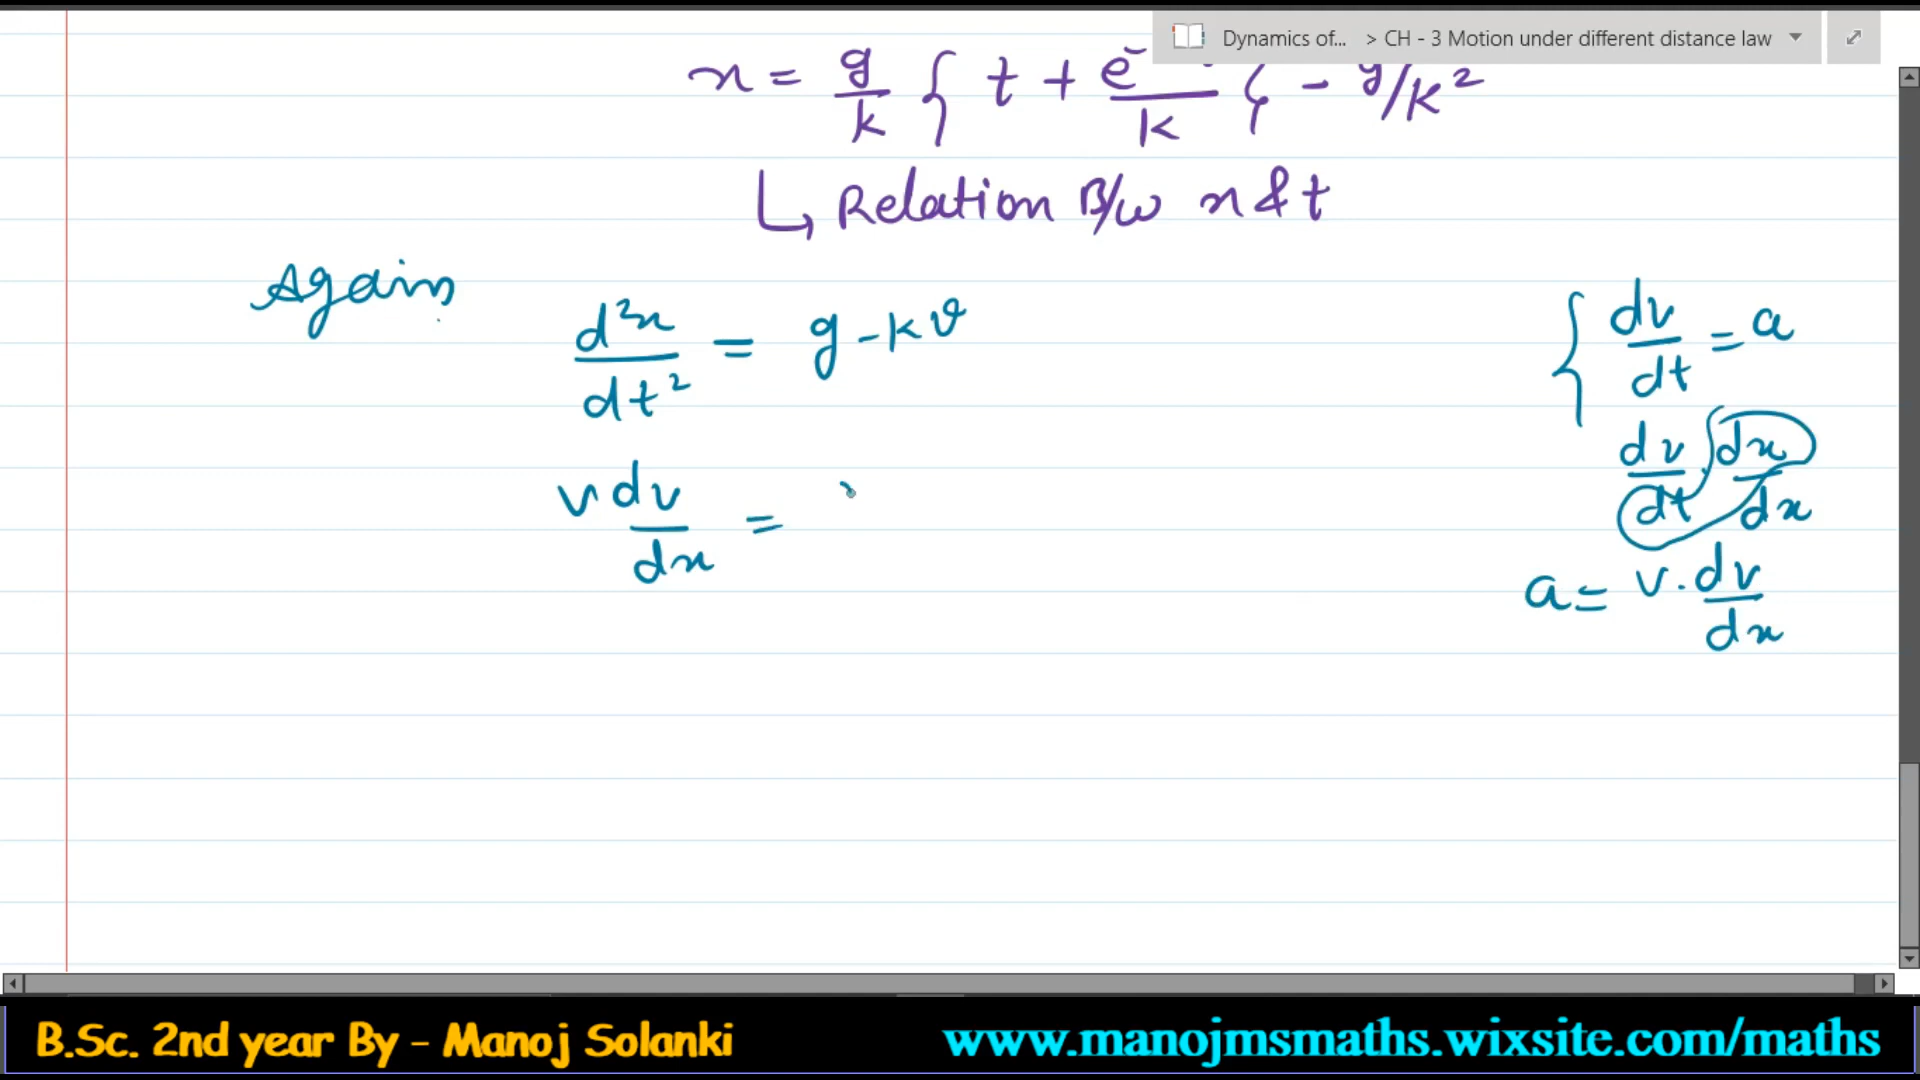 Dynamics of... > CH - 3 Motion under different distance law
x = g/k { t + e⁻ / k } - g/k²
↳ Relation B/w x & t
Again
d²x/dt² = g - kv
v dv/dx =
{ dv/dt = a
dv/dt . dx/dx
a = v . dv/dx
B.Sc. 2nd year By - Manoj Solanki
www.manojmsmaths.wixsite.com/maths